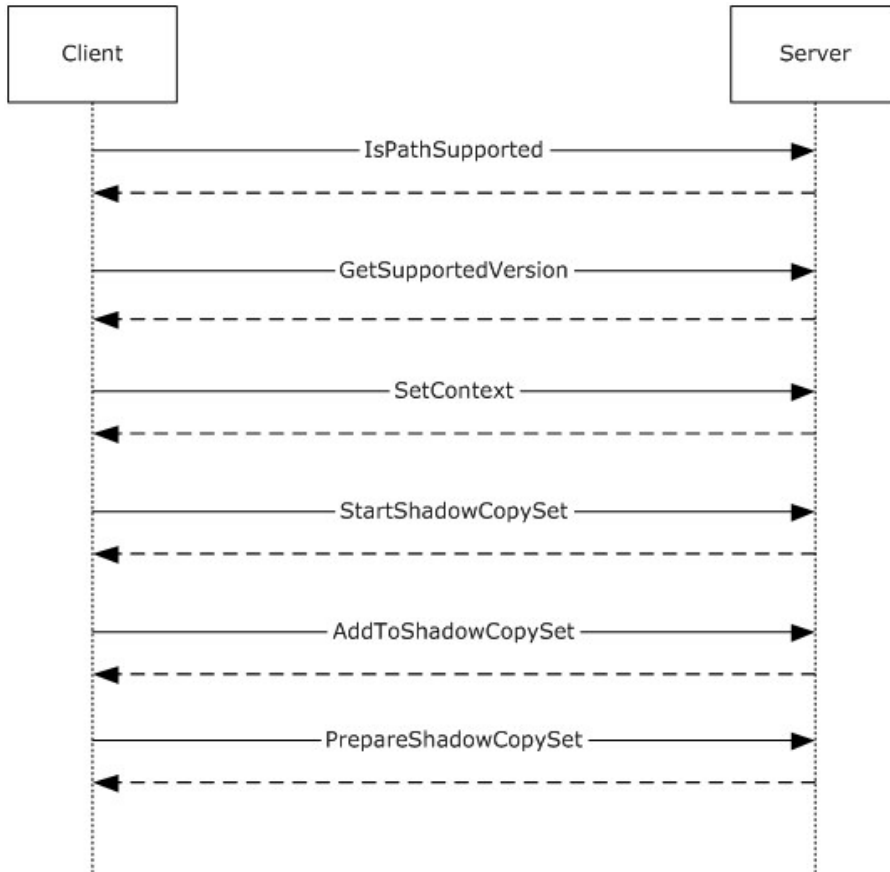 Client
Server
IsPathSupported
GetSupportedVersion
SetContext
StartShadowCopySet
AddToShadowCopySet
PrepareShadowCopySet